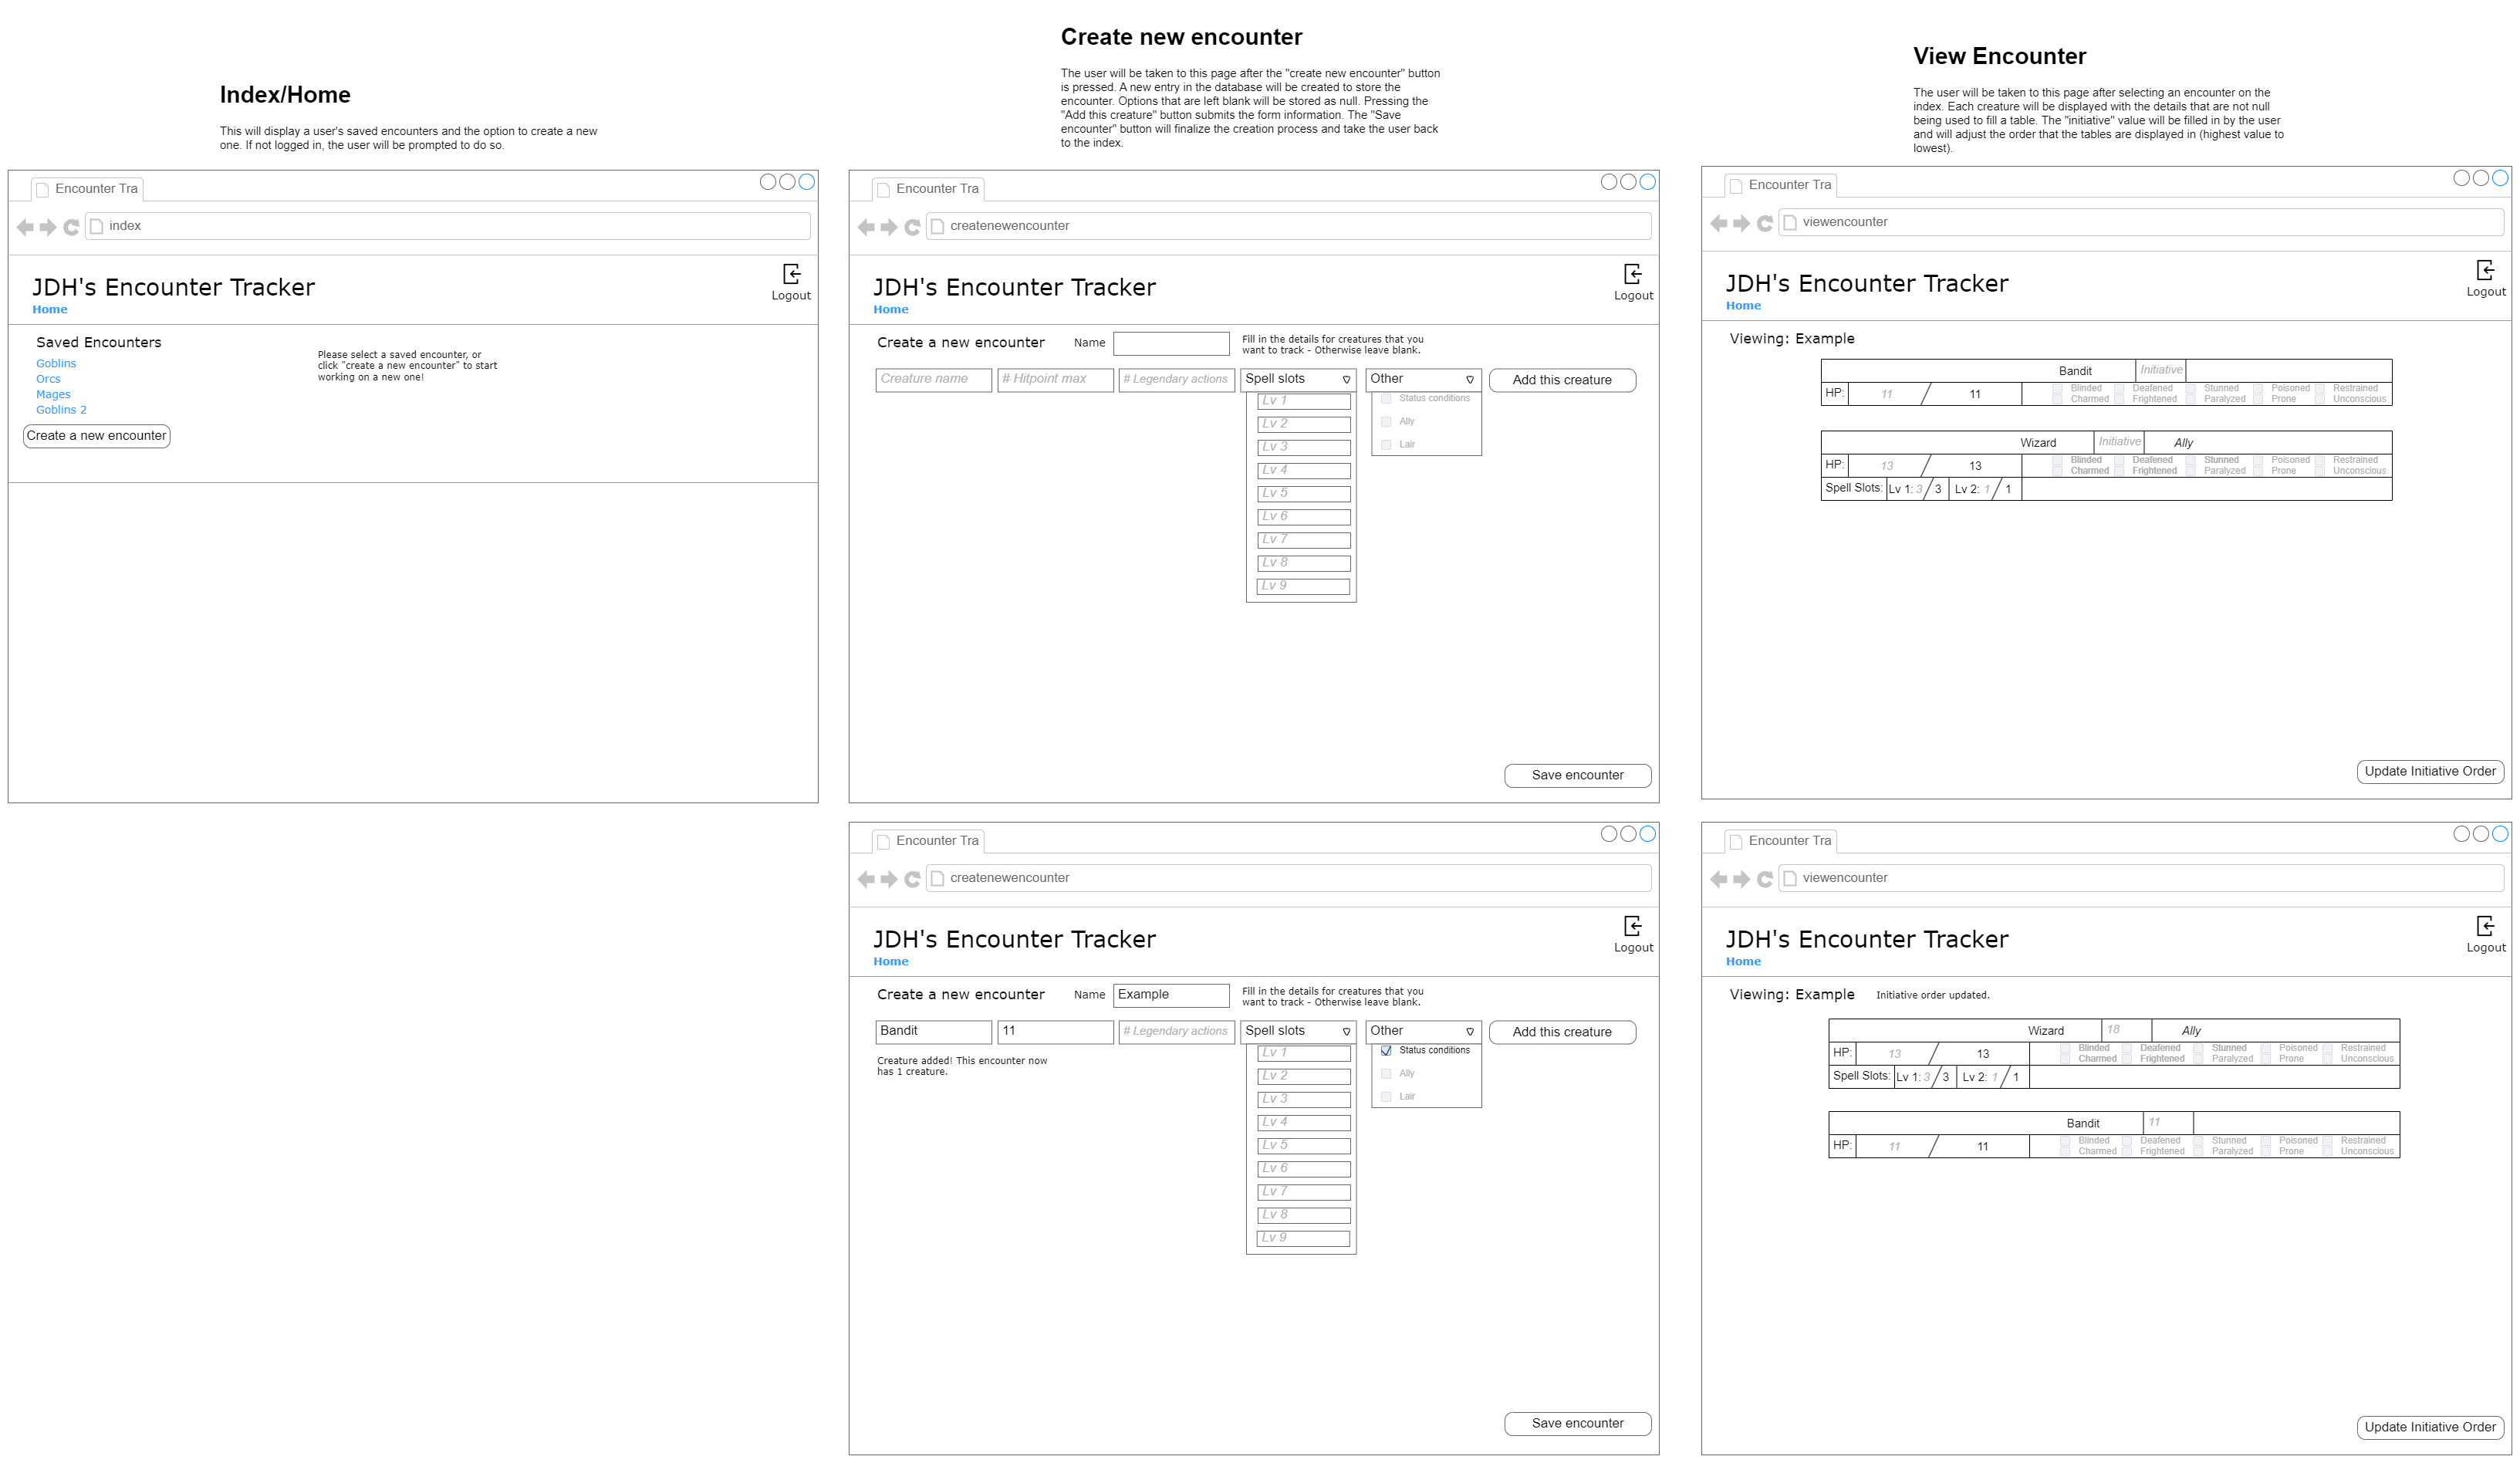 Index/Home
This will display a user's saved encounters and the option to create a new
one. If not logged in, the user will be prompted to do so.
Encounter Tra
index
JDH's Encounter Tracker
Home
Logout
Saved Encounters
Goblins
Orcs
Mages
Goblins 2
Please select a saved encounter, or
click "create a new encounter" to start
working on a new one!
Create a new encounter
Create new encounter
The user will be taken to this page after the "create new encounter" button
is pressed. A new entry in the database will be created to store the
encounter. Options that are left blank will be stored as null. Pressing the
"Add this creature" button submits the form information. The "Save
encounter" button will finalize the creation process and take the user back
to the index.
Encounter Tra
createnewencounter
JDH's Encounter Tracker
Home
Logout
Create a new encounter
Name
Fill in the details for creatures that you
want to track - Otherwise leave blank.
Creature name
# Hitpoint max
# Legendary actions
Spell slots
Other
Add this creature
Lv 1
Lv 2
Lv 3
Lv 4
Lv 5
Lv 6
Lv 7
Lv 8
Lv 9
Status conditions
Ally
Lair
Save encounter
Encounter Tra
createnewencounter
JDH's Encounter Tracker
Home
Logout
Create a new encounter
Name
Example
Fill in the details for creatures that you
want to track - Otherwise leave blank.
Bandit
11
# Legendary actions
Spell slots
Other
Add this creature
Creature added! This encounter now
has 1 creature.
Lv 1
Lv 2
Lv 3
Lv 4
Lv 5
Lv 6
Lv 7
Lv 8
Lv 9
Status conditions
Ally
Lair
Save encounter
View Encounter
The user will be taken to this page after selecting an encounter on the
index. Each creature will be displayed with the details that are not null
being used to fill a table. The "initiative" value will be filled in by the user
and will adjust the order that the tables are displayed in (highest value to
lowest).
Encounter Tra
viewencounter
JDH's Encounter Tracker
Home
Logout
Viewing: Example
Bandit Initiative
HP: 11 / 11
Blinded Deafened Stunned Poisoned Restrained
Charmed Frightened Paralyzed Prone Unconscious
Wizard Initiative Ally
HP: 13 / 13
Blinded Deafened Stunned Poisoned Restrained
Charmed Frightened Paralyzed Prone Unconscious
Spell Slots: Lv 1: 3 / 3 Lv 2: 1 / 1
Update Initiative Order
Encounter Tra
viewencounter
JDH's Encounter Tracker
Home
Logout
Viewing: Example
Initiative order updated.
Wizard 18 Ally
HP: 13 / 13
Blinded Deafened Stunned Poisoned Restrained
Charmed Frightened Paralyzed Prone Unconscious
Spell Slots: Lv 1: 3 / 3 Lv 2: 1 / 1
Bandit 11
HP: 11 / 11
Blinded Deafened Stunned Poisoned Restrained
Charmed Frightened Paralyzed Prone Unconscious
Update Initiative Order